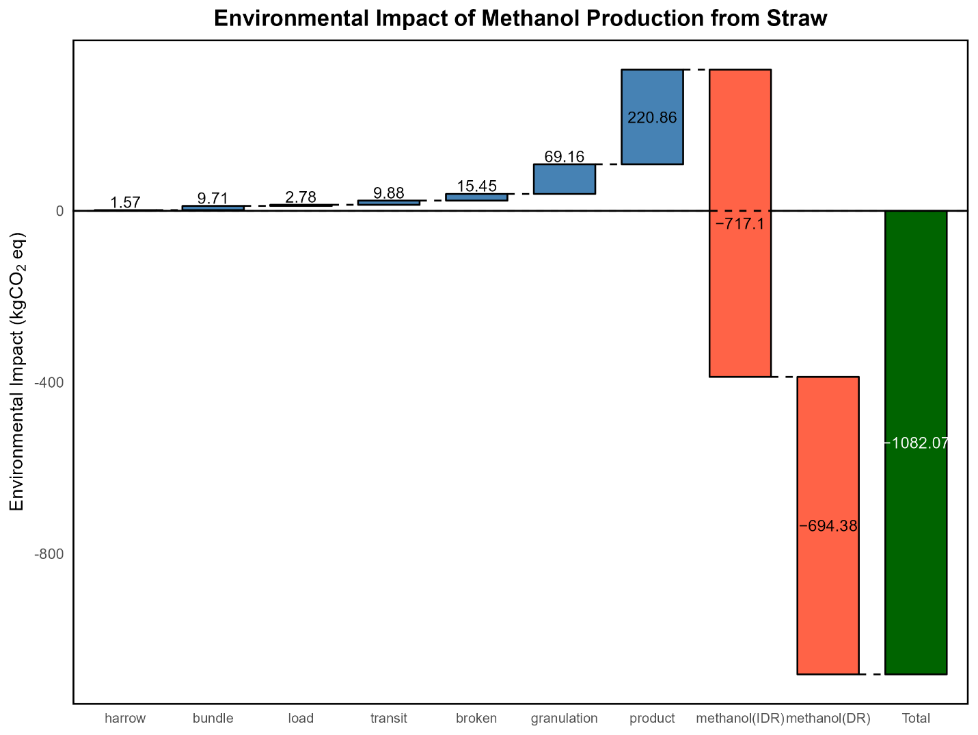 Environmental Impact of Methanol Production from Straw
Environmental Impact (kgCO₂ eq)
0
-400
-800
1.57
9.71
2.78
9.88
15.45
69.16
220.86
−717.1
−694.38
−1082.07
harrow
bundle
load
transit
broken
granulation
product
methanol(IDR)
methanol(DR)
Total